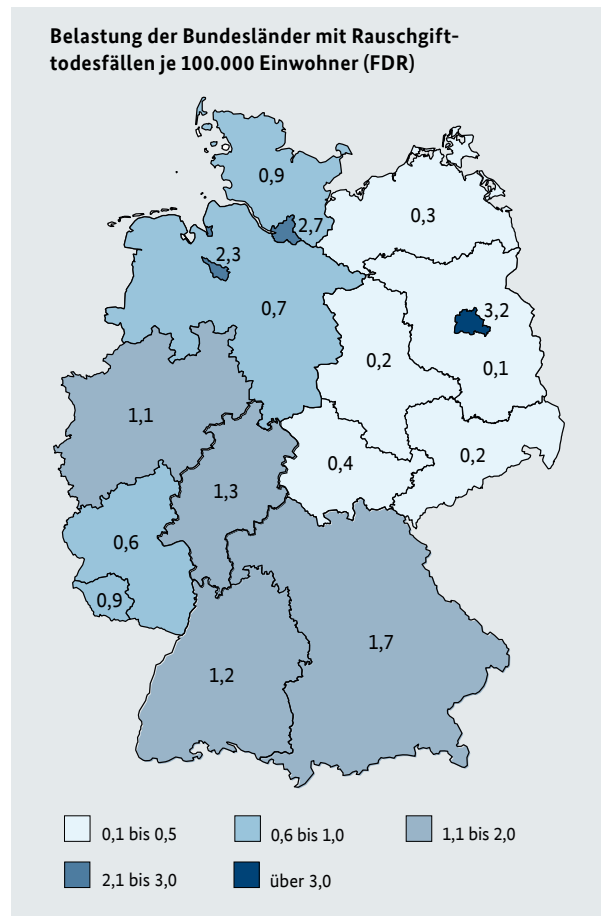 Belastung der Bundesländer mit Rauschgift-
todesfällen je 100.000 Einwohner (FDR)
0,9
0,3
2,7
2,3
0,7
3,2
0,2
0,1
1,1
0,2
0,4
1,3
0,6
0,9
1,7
1,2
0,1 bis 0,5
0,6 bis 1,0
1,1 bis 2,0
2,1 bis 3,0
über 3,0